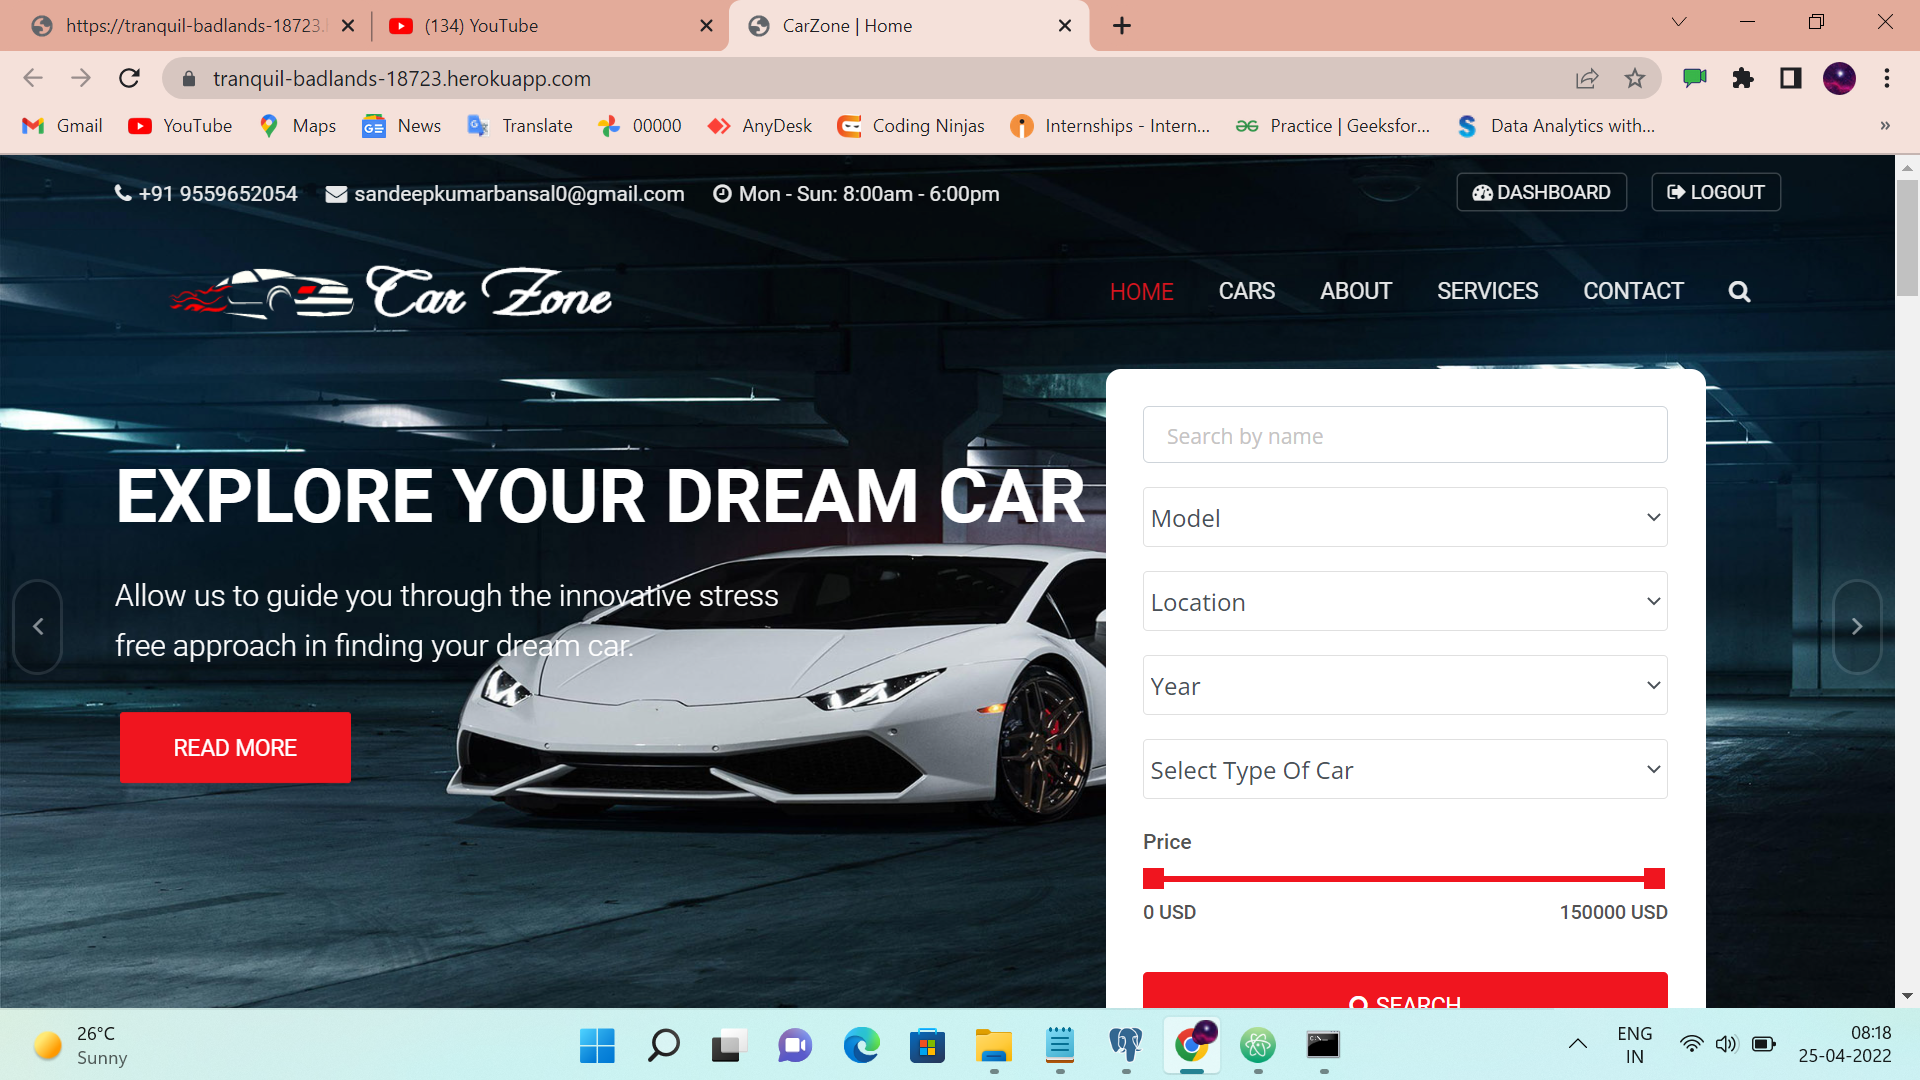 https://tranquil-badlands-18723.
(134) YouTube
CarZone | Home
tranquil-badlands-18723.herokuapp.com
Gmail
YouTube
Maps
News
Translate
00000
AnyDesk
Coding Ninjas
Internships - Intern...
Practice | Geeksfor...
Data Analytics with...
»
+91 9559652054
sandeepkumarbansal0@gmail.com
Mon - Sun: 8:00am - 6:00pm
DASHBOARD
LOGOUT
Car Zone
HOME
CARS
ABOUT
SERVICES
CONTACT
EXPLORE YOUR DREAM CAR
Allow us to guide you through the innovative stress
free approach in finding your dream car.
READ MORE
Search by name
Model
Location
Year
Select Type Of Car
Price
0 USD
150000 USD
SEARCH
26°C
Sunny
ENG
IN
08:18
25-04-2022